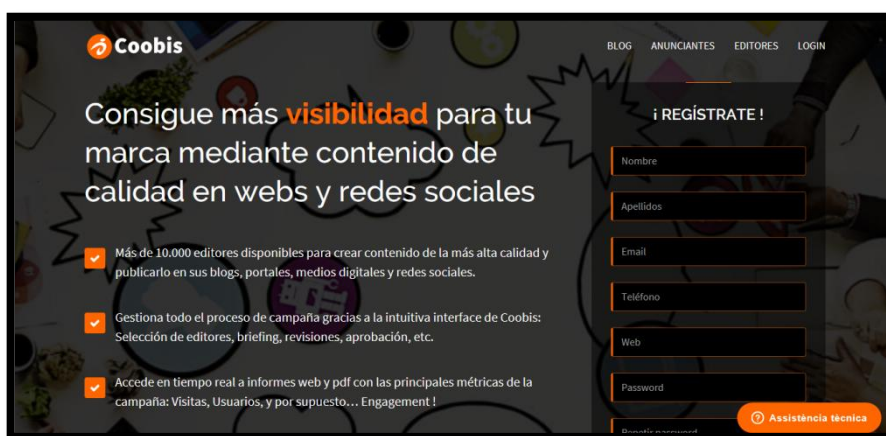 Coobis
BLOG ANUNCIANTES EDITORES LOGIN
Consigue más visibilidad para tu
marca mediante contenido de
calidad en webs y redes sociales
Más de 10.000 editores disponibles para crear contenido de la más alta calidad y
publicarlo en sus blogs, portales, medios digitales y redes sociales.
Gestiona todo el proceso de campaña gracias a la intuitiva interface de Coobis:
Selección de editores, briefing, revisiones, aprobación, etc.
Accede en tiempo real a informes web y pdf con las principales métricas de la
campaña: Visitas, Usuarios, y por supuesto... Engagement !
¡ REGÍSTRATE !
Nombre
Apellidos
Email
Teléfono
Web
Password
Repetir password
Assistència tècnica